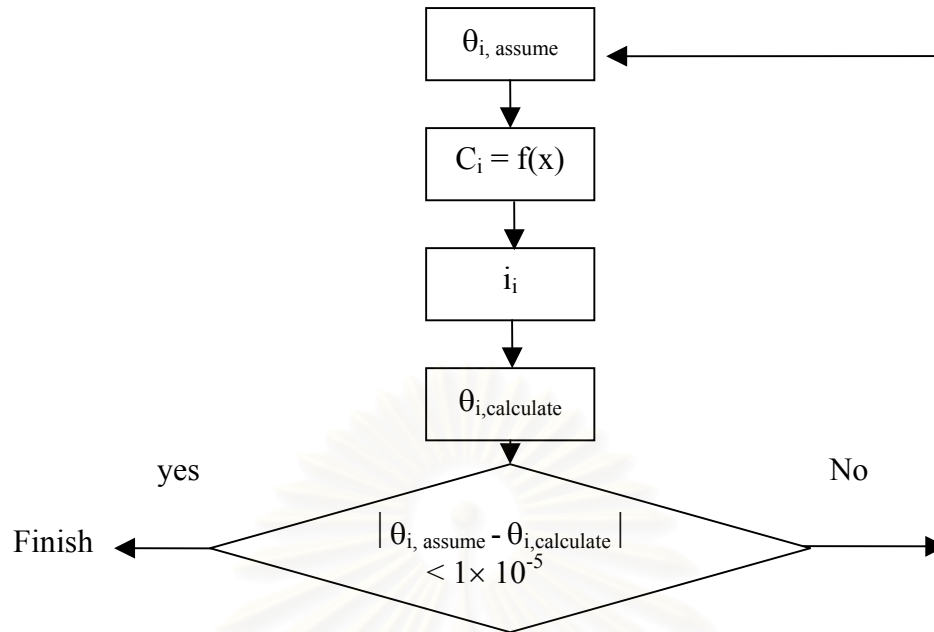 θi, assume
Ci = f(x)
ii
θi,calculate
yes
No
Finish
| θi, assume - θi,calculate |
< 1× 10-5